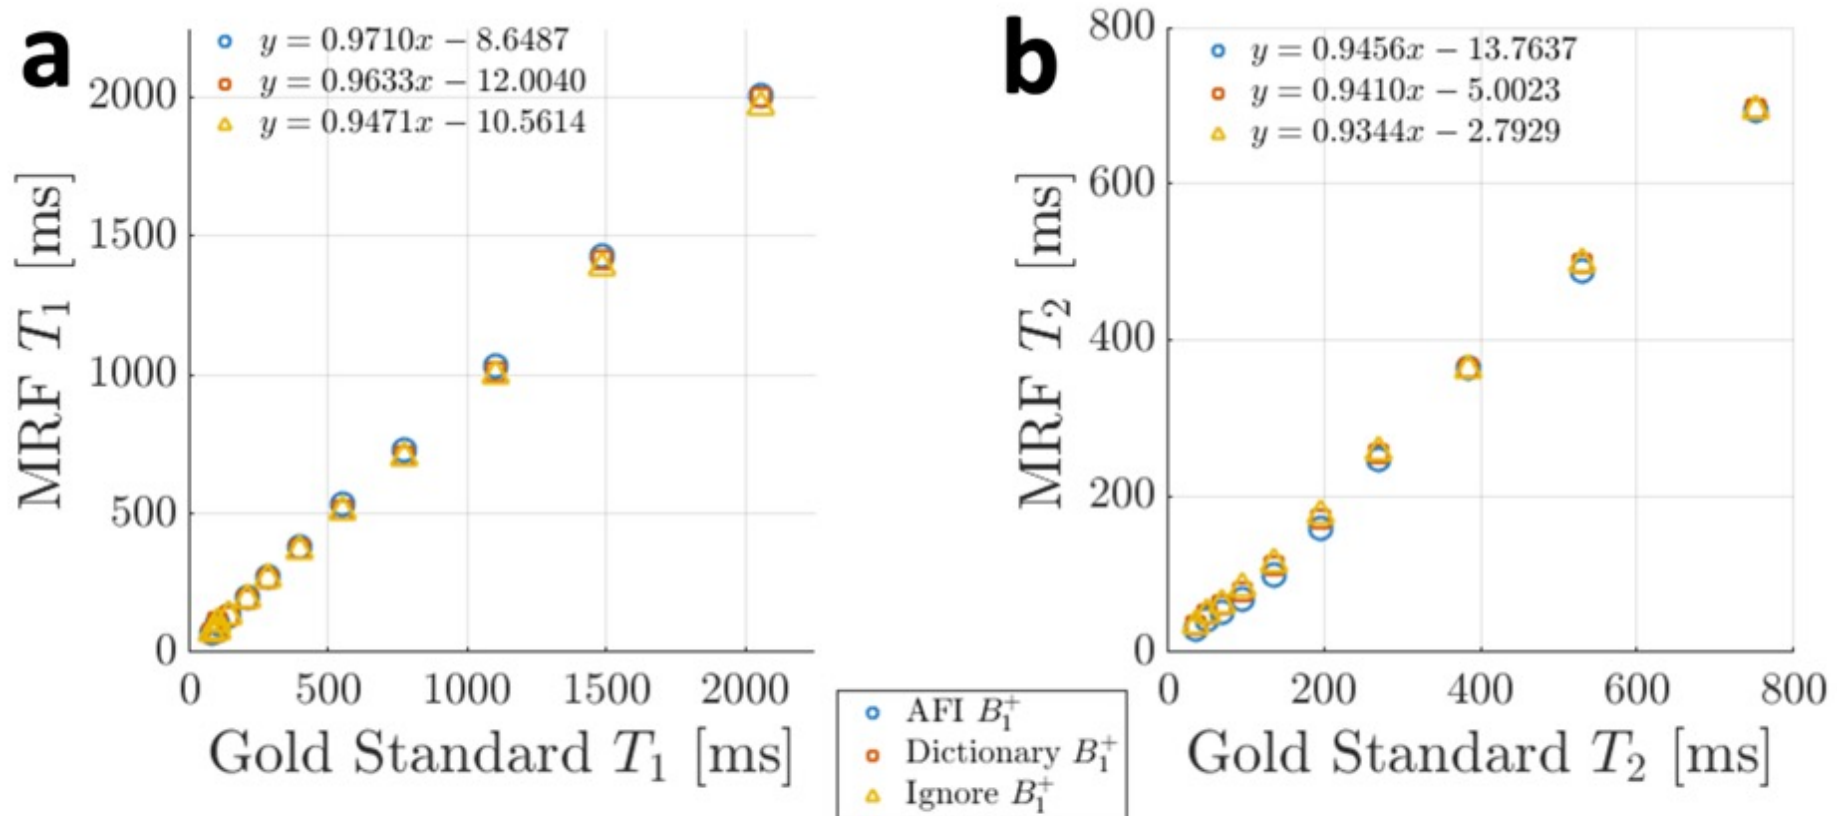 a
y = 0.9710x − 8.6487
y = 0.9633x − 12.0040
y = 0.9471x − 10.5614
2000
1500
1000
500
0
MRF T₁ [ms]
0 500 1000 1500 2000
Gold Standard T₁ [ms]
b
y = 0.9456x − 13.7637
y = 0.9410x − 5.0023
y = 0.9344x − 2.7929
800
600
400
200
0
MRF T₂ [ms]
0 200 400 600 800
Gold Standard T₂ [ms]
AFI B₁⁺
Dictionary B₁⁺
Ignore B₁⁺